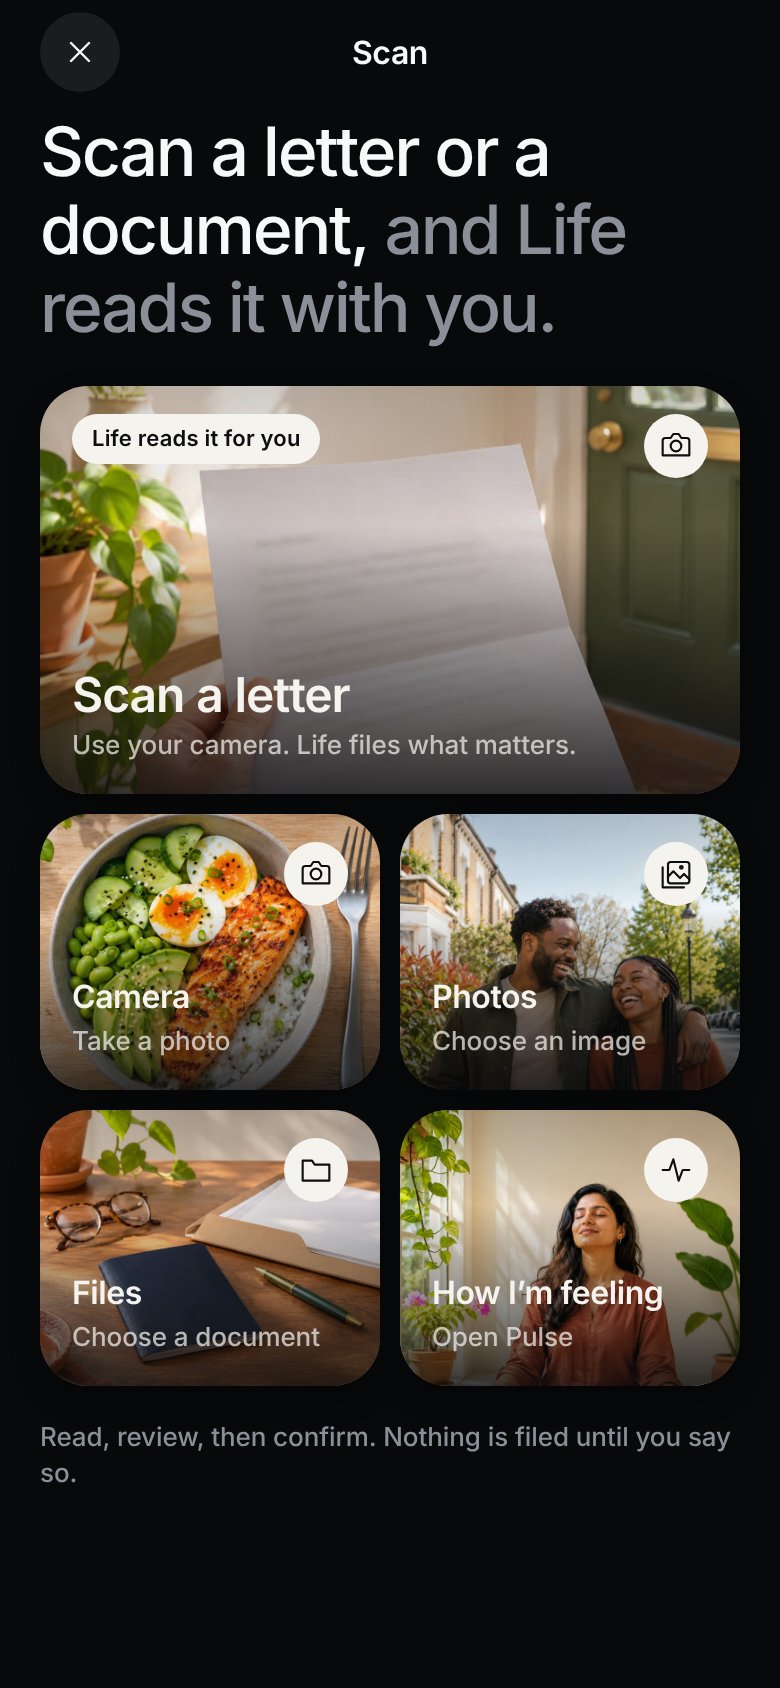 Scan
Scan a letter or a
document, and Life
reads it with you.
Life reads it for you
Scan a letter
Use your camera. Life files what matters.
Camera
Take a photo
Photos
Choose an image
Files
Choose a document
How I’m feeling
Open Pulse
Read, review, then confirm. Nothing is filed until you say
so.